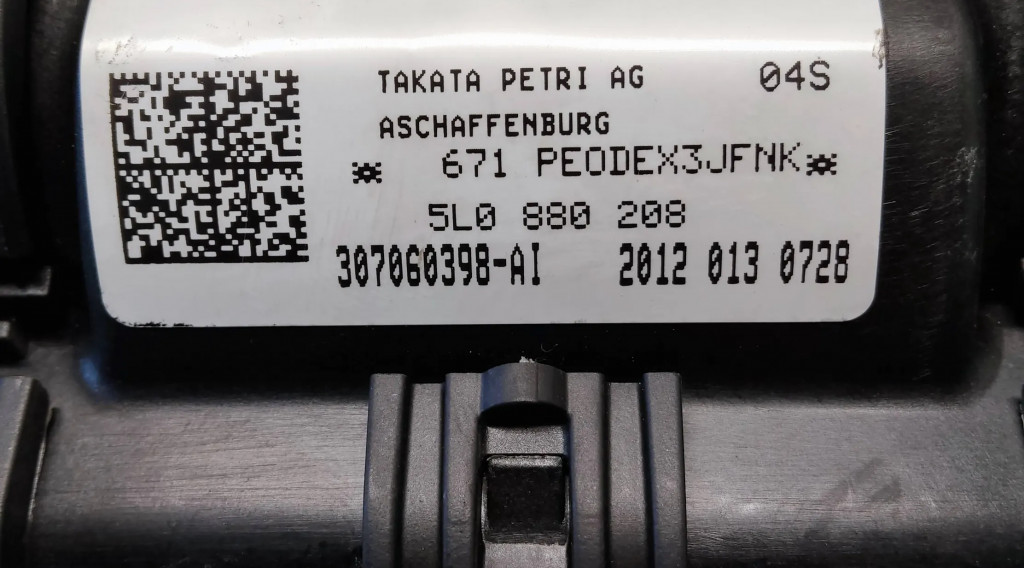 TAKATA PETRI AG 04S
ASCHAFFENBURG
* 671 PEODEX3JFNK*
5L0 880 208
307060398-AI 2012 013 0728